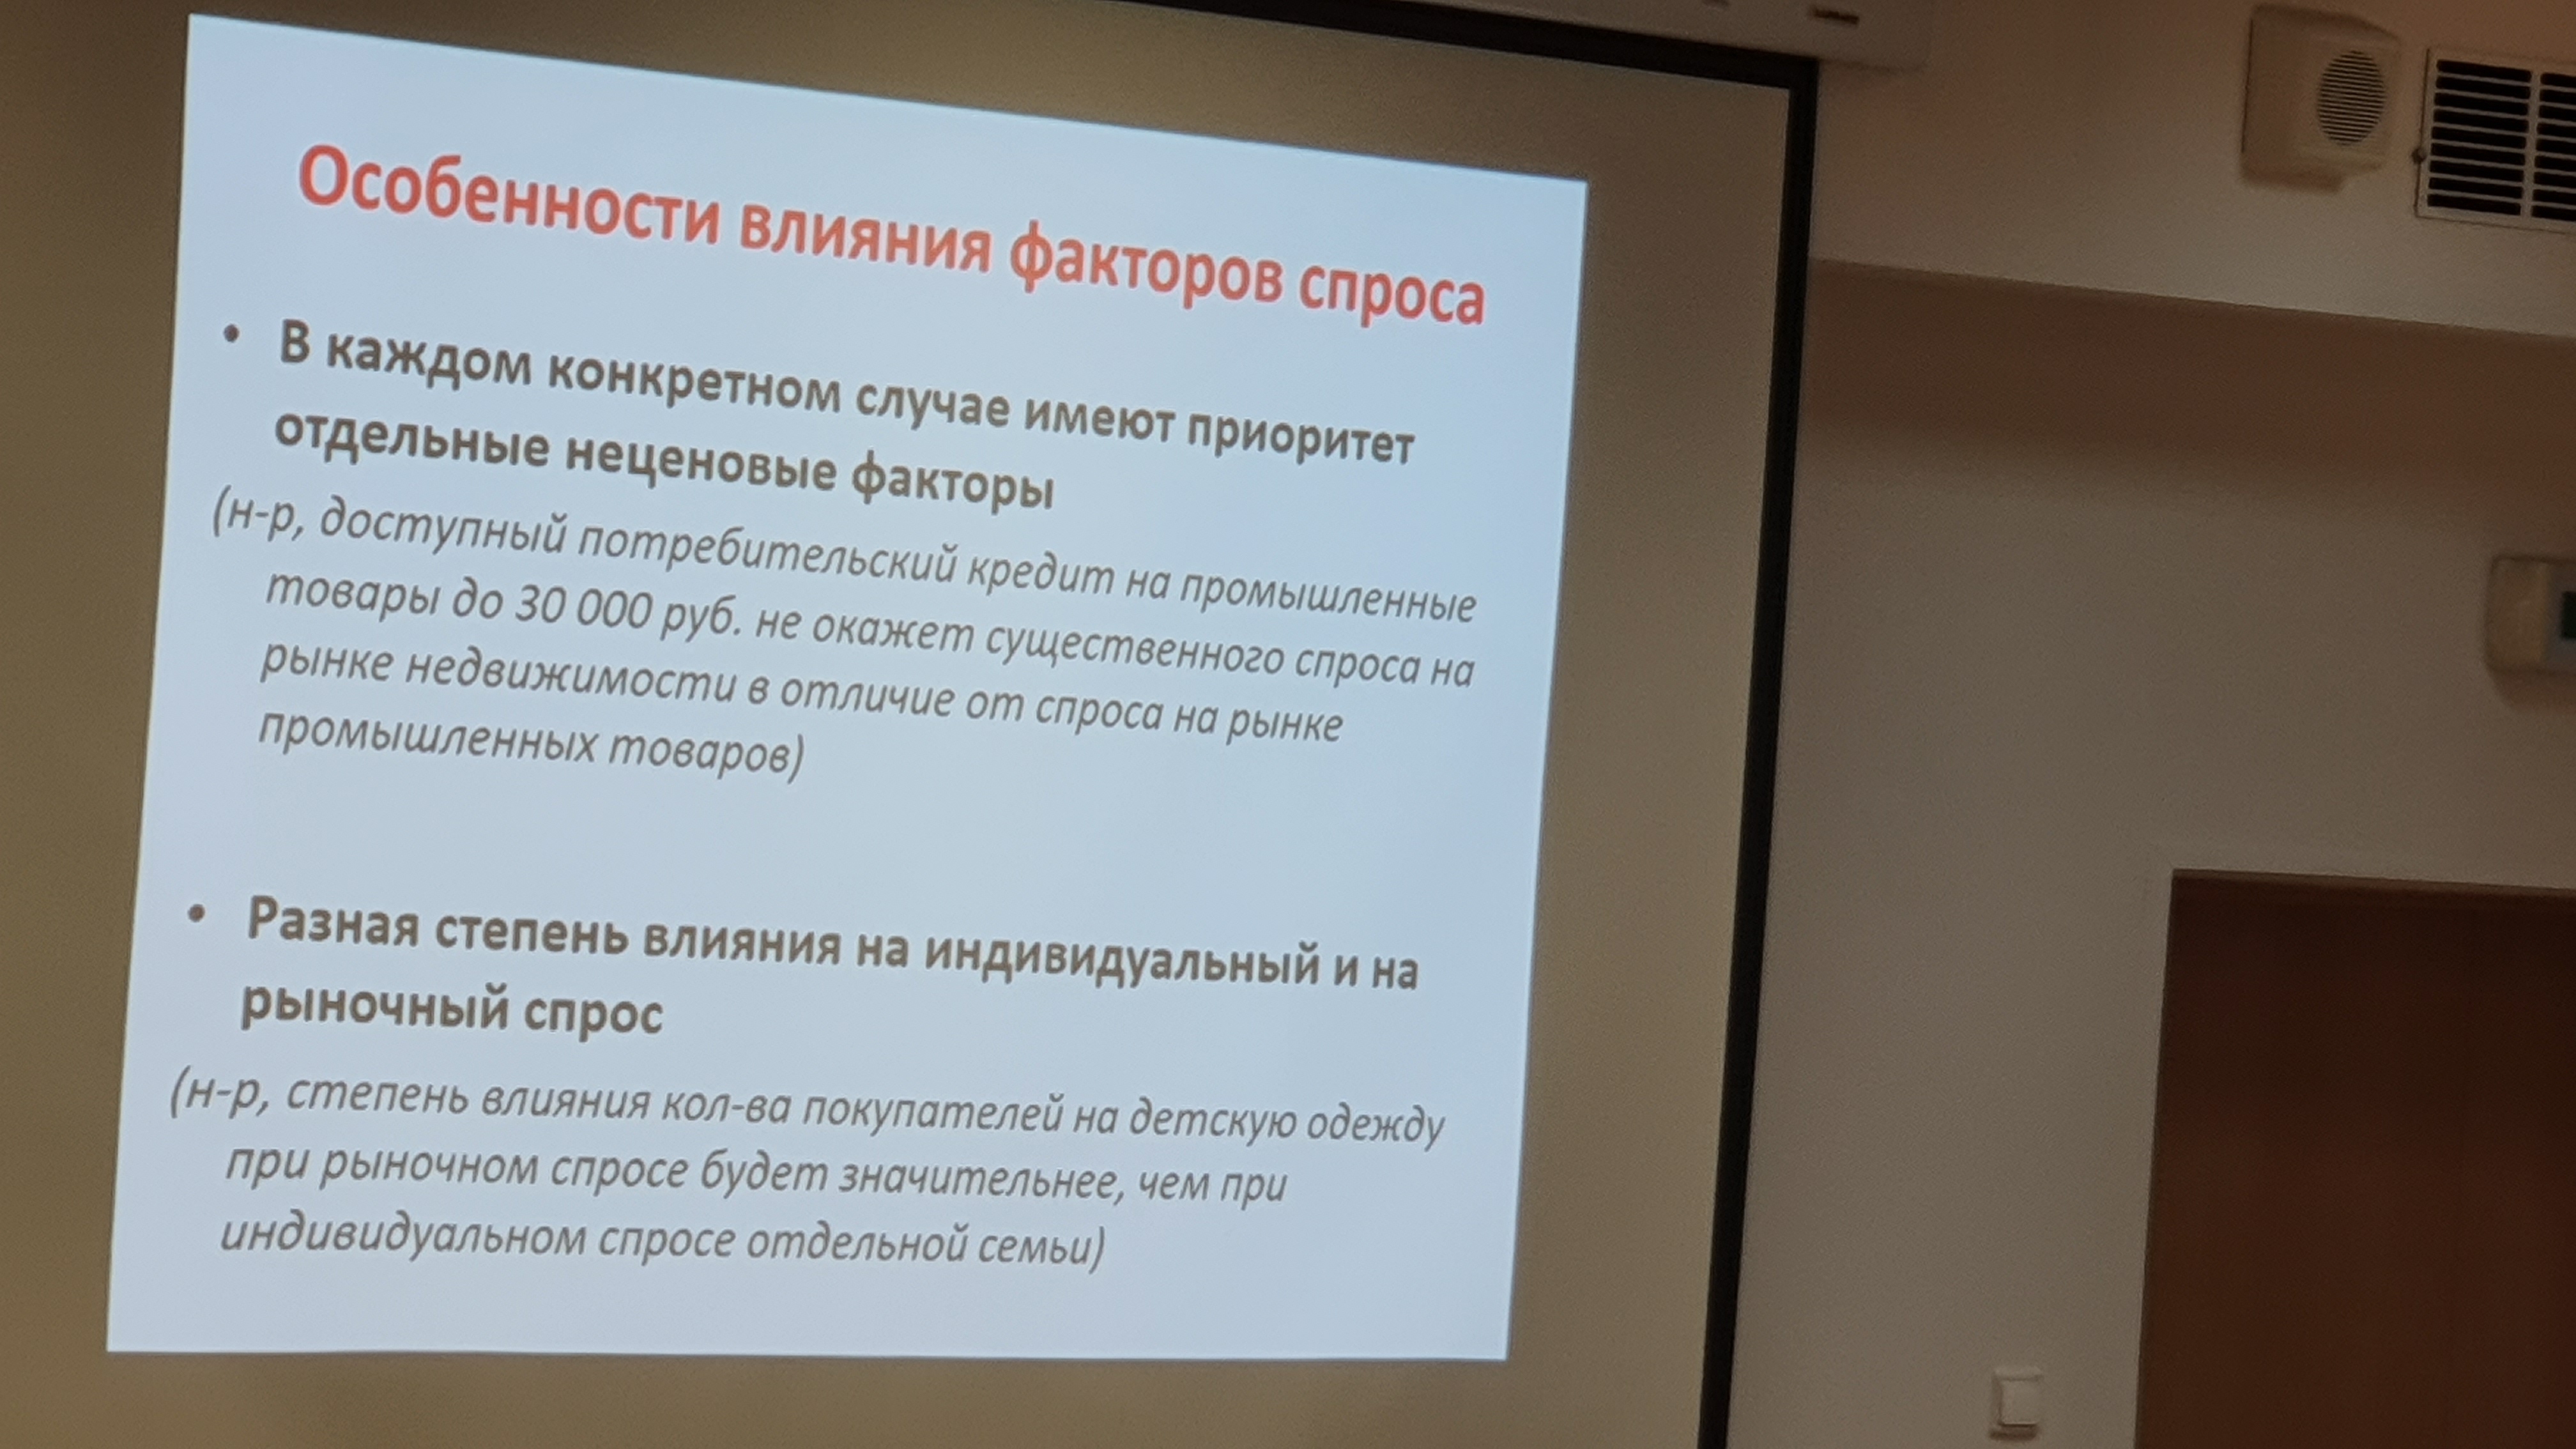 Особенности влияния факторов спроса
• В каждом конкретном случае имеют приоритет
отдельные неценовые факторы
(н-р, доступный потребительский кредит на промышленные
товары до 30 000 руб. не окажет существенного спроса на
рынке недвижимости в отличие от спроса на рынке
промышленных товаров)
• Разная степень влияния на индивидуальный и на
рыночный спрос
(н-р, степень влияния кол-ва покупателей на детскую одежду
при рыночном спросе будет значительнее, чем при
индивидуальном спросе отдельной семьи)